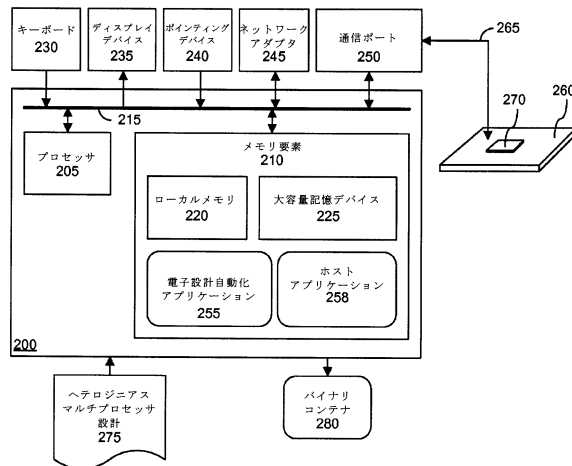 キーボード
230
ディスプレイ
デバイス
235
ポインティング
デバイス
240
ネットワーク
アダプタ
245
通信ポート
250
265
260
270
215
プロセッサ
205
メモリ要素
210
ローカルメモリ
220
大容量記憶デバイス
225
電子設計自動化
アプリケーション
255
ホスト
アプリケーション
258
200
ヘテロジニアス
マルチプロセッサ
設計
275
バイナリ
コンテナ
280